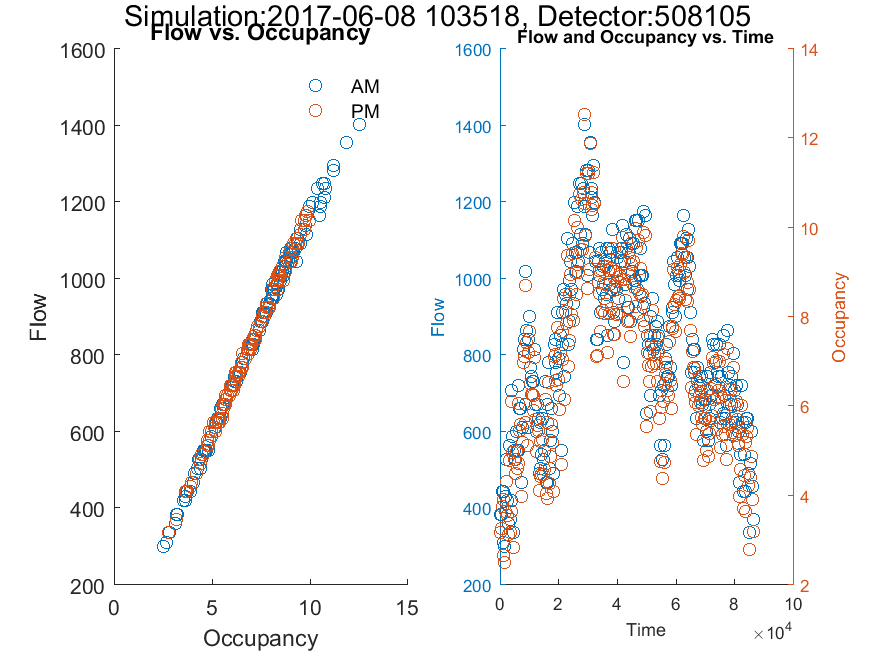 Simulation:2017-06-08 103518, Detector:508105
Flow vs. Occupancy
AM
PM
1600
1400
1200
1000
800
600
400
200
Flow
0 5 10 15
Occupancy
Flow and Occupancy vs. Time
1600
1400
1200
1000
800
600
400
200
Flow
14
12
10
8
6
4
2
Occupancy
0 2 4 6 8 10
×10⁴
Time